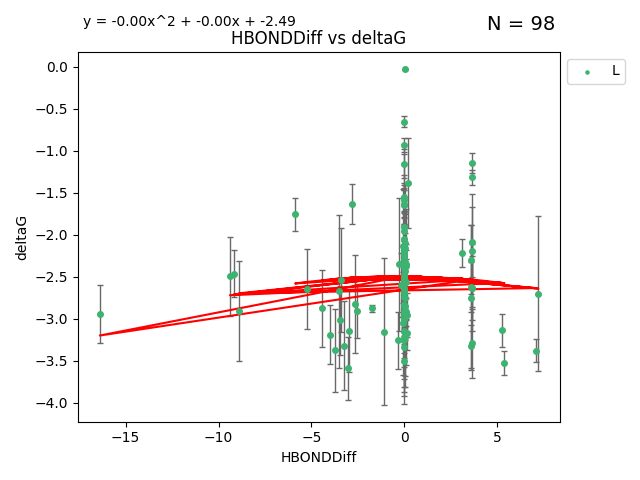 y = -0.00x^2 + -0.00x + -2.49
N = 98
HBONDDiff vs deltaG
L
deltaG
0.0
−0.5
−1.0
−1.5
−2.0
−2.5
−3.0
−3.5
−4.0
−15
−10
−5
0
5
HBONDDiff